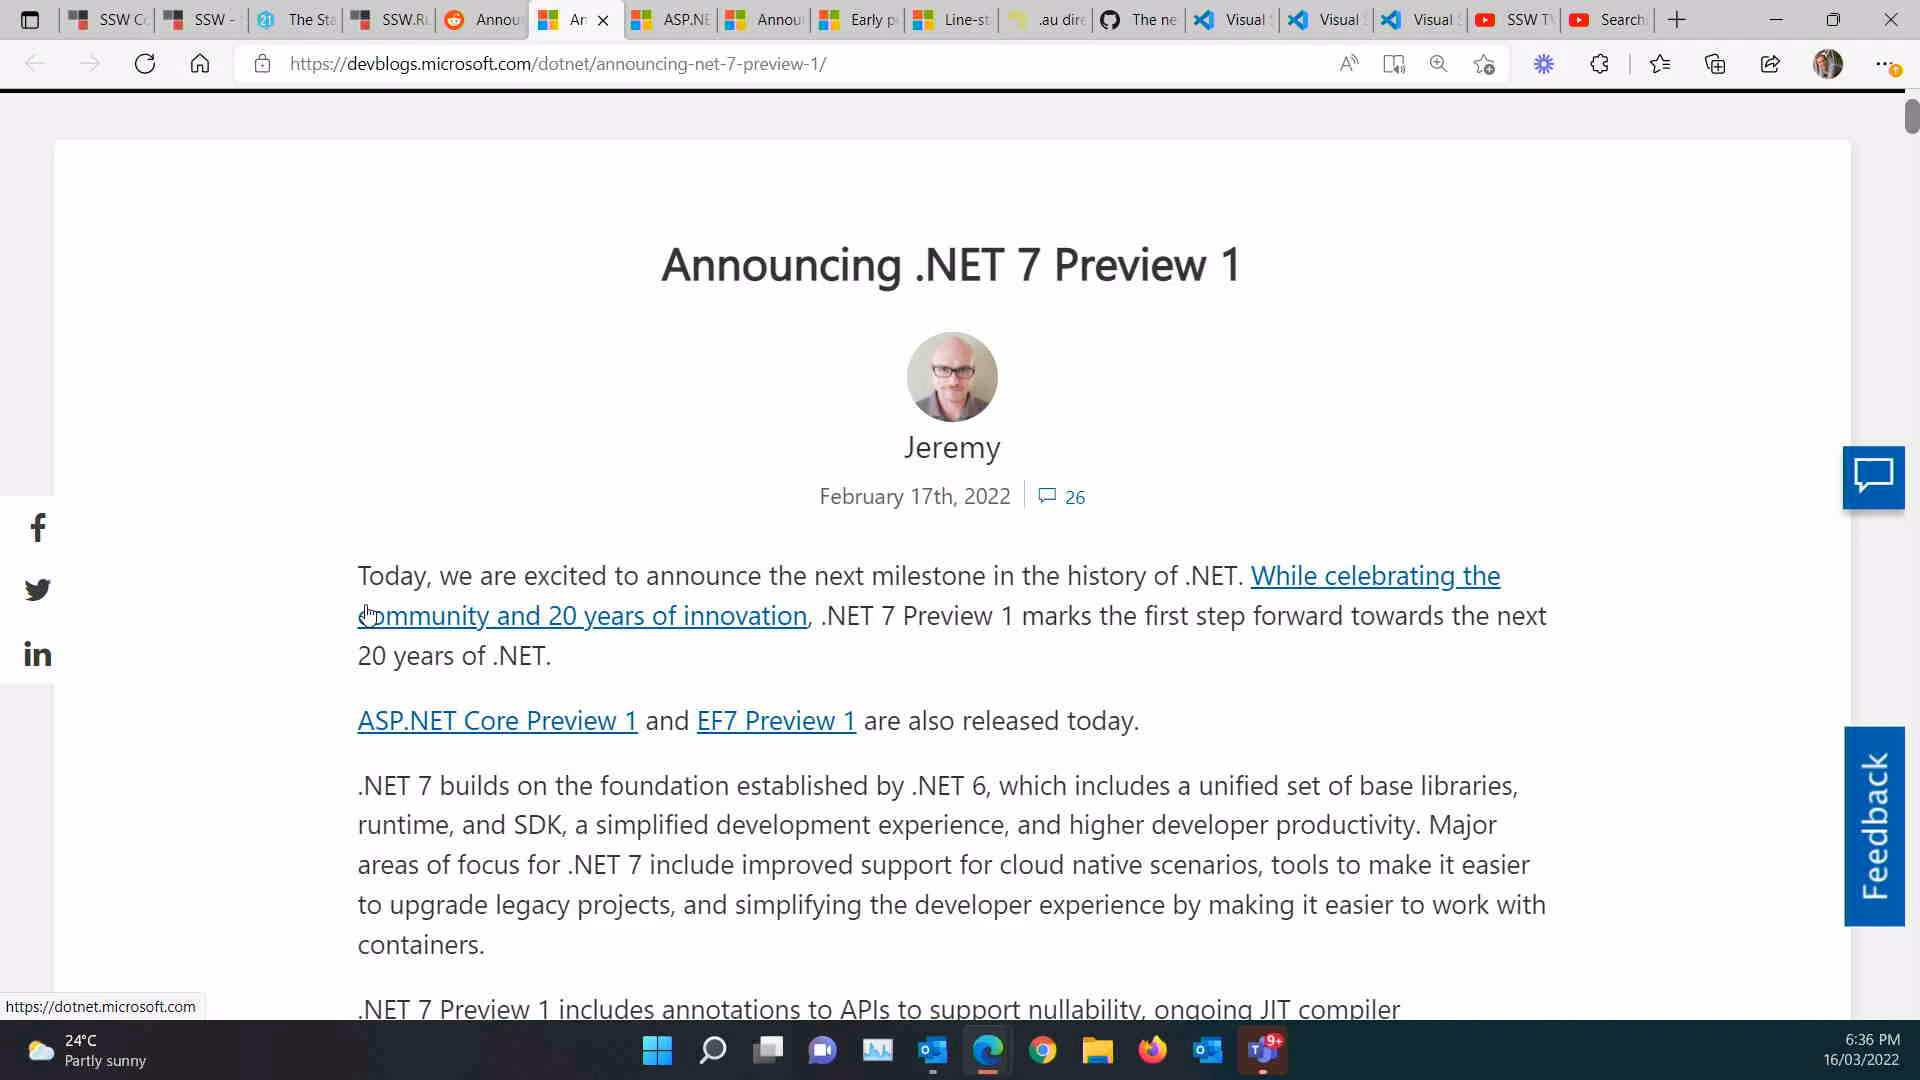 SSW Co
SSW -
The Sta
SSW.Ru
Annou
An
ASP.NE
Annou
Early p
Line-st
.au dire
The ne
Visual S
Visual S
Visual S
SSW TV
Search
https://devblogs.microsoft.com/dotnet/announcing-net-7-preview-1/
Announcing .NET 7 Preview 1
Jeremy
February 17th, 2022
26
Today, we are excited to announce the next milestone in the history of .NET. While celebrating the
community and 20 years of innovation, .NET 7 Preview 1 marks the first step forward towards the next
20 years of .NET.
ASP.NET Core Preview 1 and EF7 Preview 1 are also released today.
.NET 7 builds on the foundation established by .NET 6, which includes a unified set of base libraries,
runtime, and SDK, a simplified development experience, and higher developer productivity. Major
areas of focus for .NET 7 include improved support for cloud native scenarios, tools to make it easier
to upgrade legacy projects, and simplifying the developer experience by making it easier to work with
containers.
.NET 7 Preview 1 includes annotations to APIs to support nullability, ongoing JIT compiler
Feedback
https://dotnet.microsoft.com
24°C
Partly sunny
9+
6:36 PM
16/03/2022